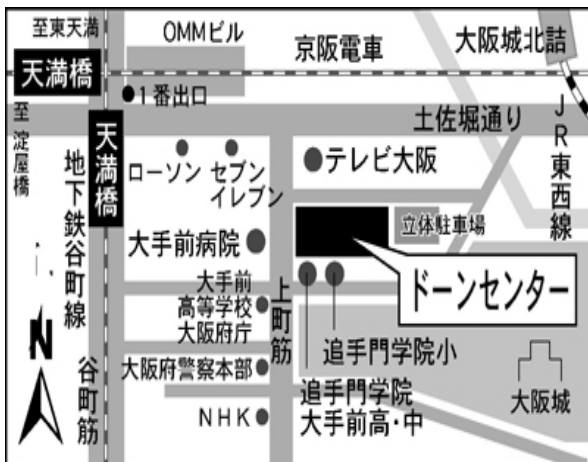 至東天満
OMMビル
京阪電車
大阪城北詰
天満橋
1番出口
至淀屋橋
天満橋
土佐堀通り
JR東西線
ローソン
セブン
イレブン
テレビ大阪
地下鉄谷町線
大手前病院
立体駐車場
ドーンセンター
大手前
高等学校
大阪府庁
上町筋
追手門学院小
谷町筋
大阪府警察本部
追手門学院
大手前高・中
大阪城
NHK
N